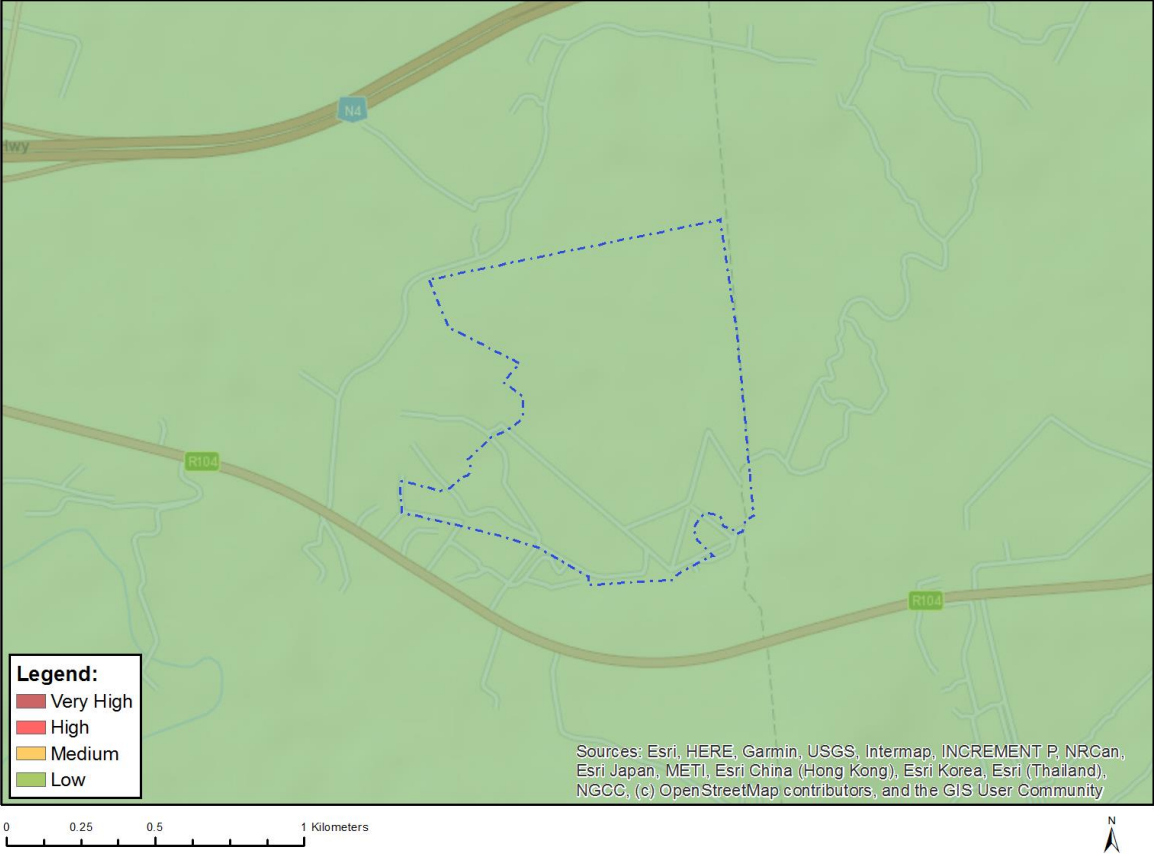 N4
Hwy
R104
R104
Legend:
Very High
High
Medium
Low
Sources: Esri, HERE, Garmin, USGS, Intermap, INCREMENT P, NRCan,
Esri Japan, METI, Esri China (Hong Kong), Esri Korea, Esri (Thailand),
NGCC, (c) OpenStreetMap contributors, and the GIS User Community
0 0.25 0.5 1 Kilometers
N